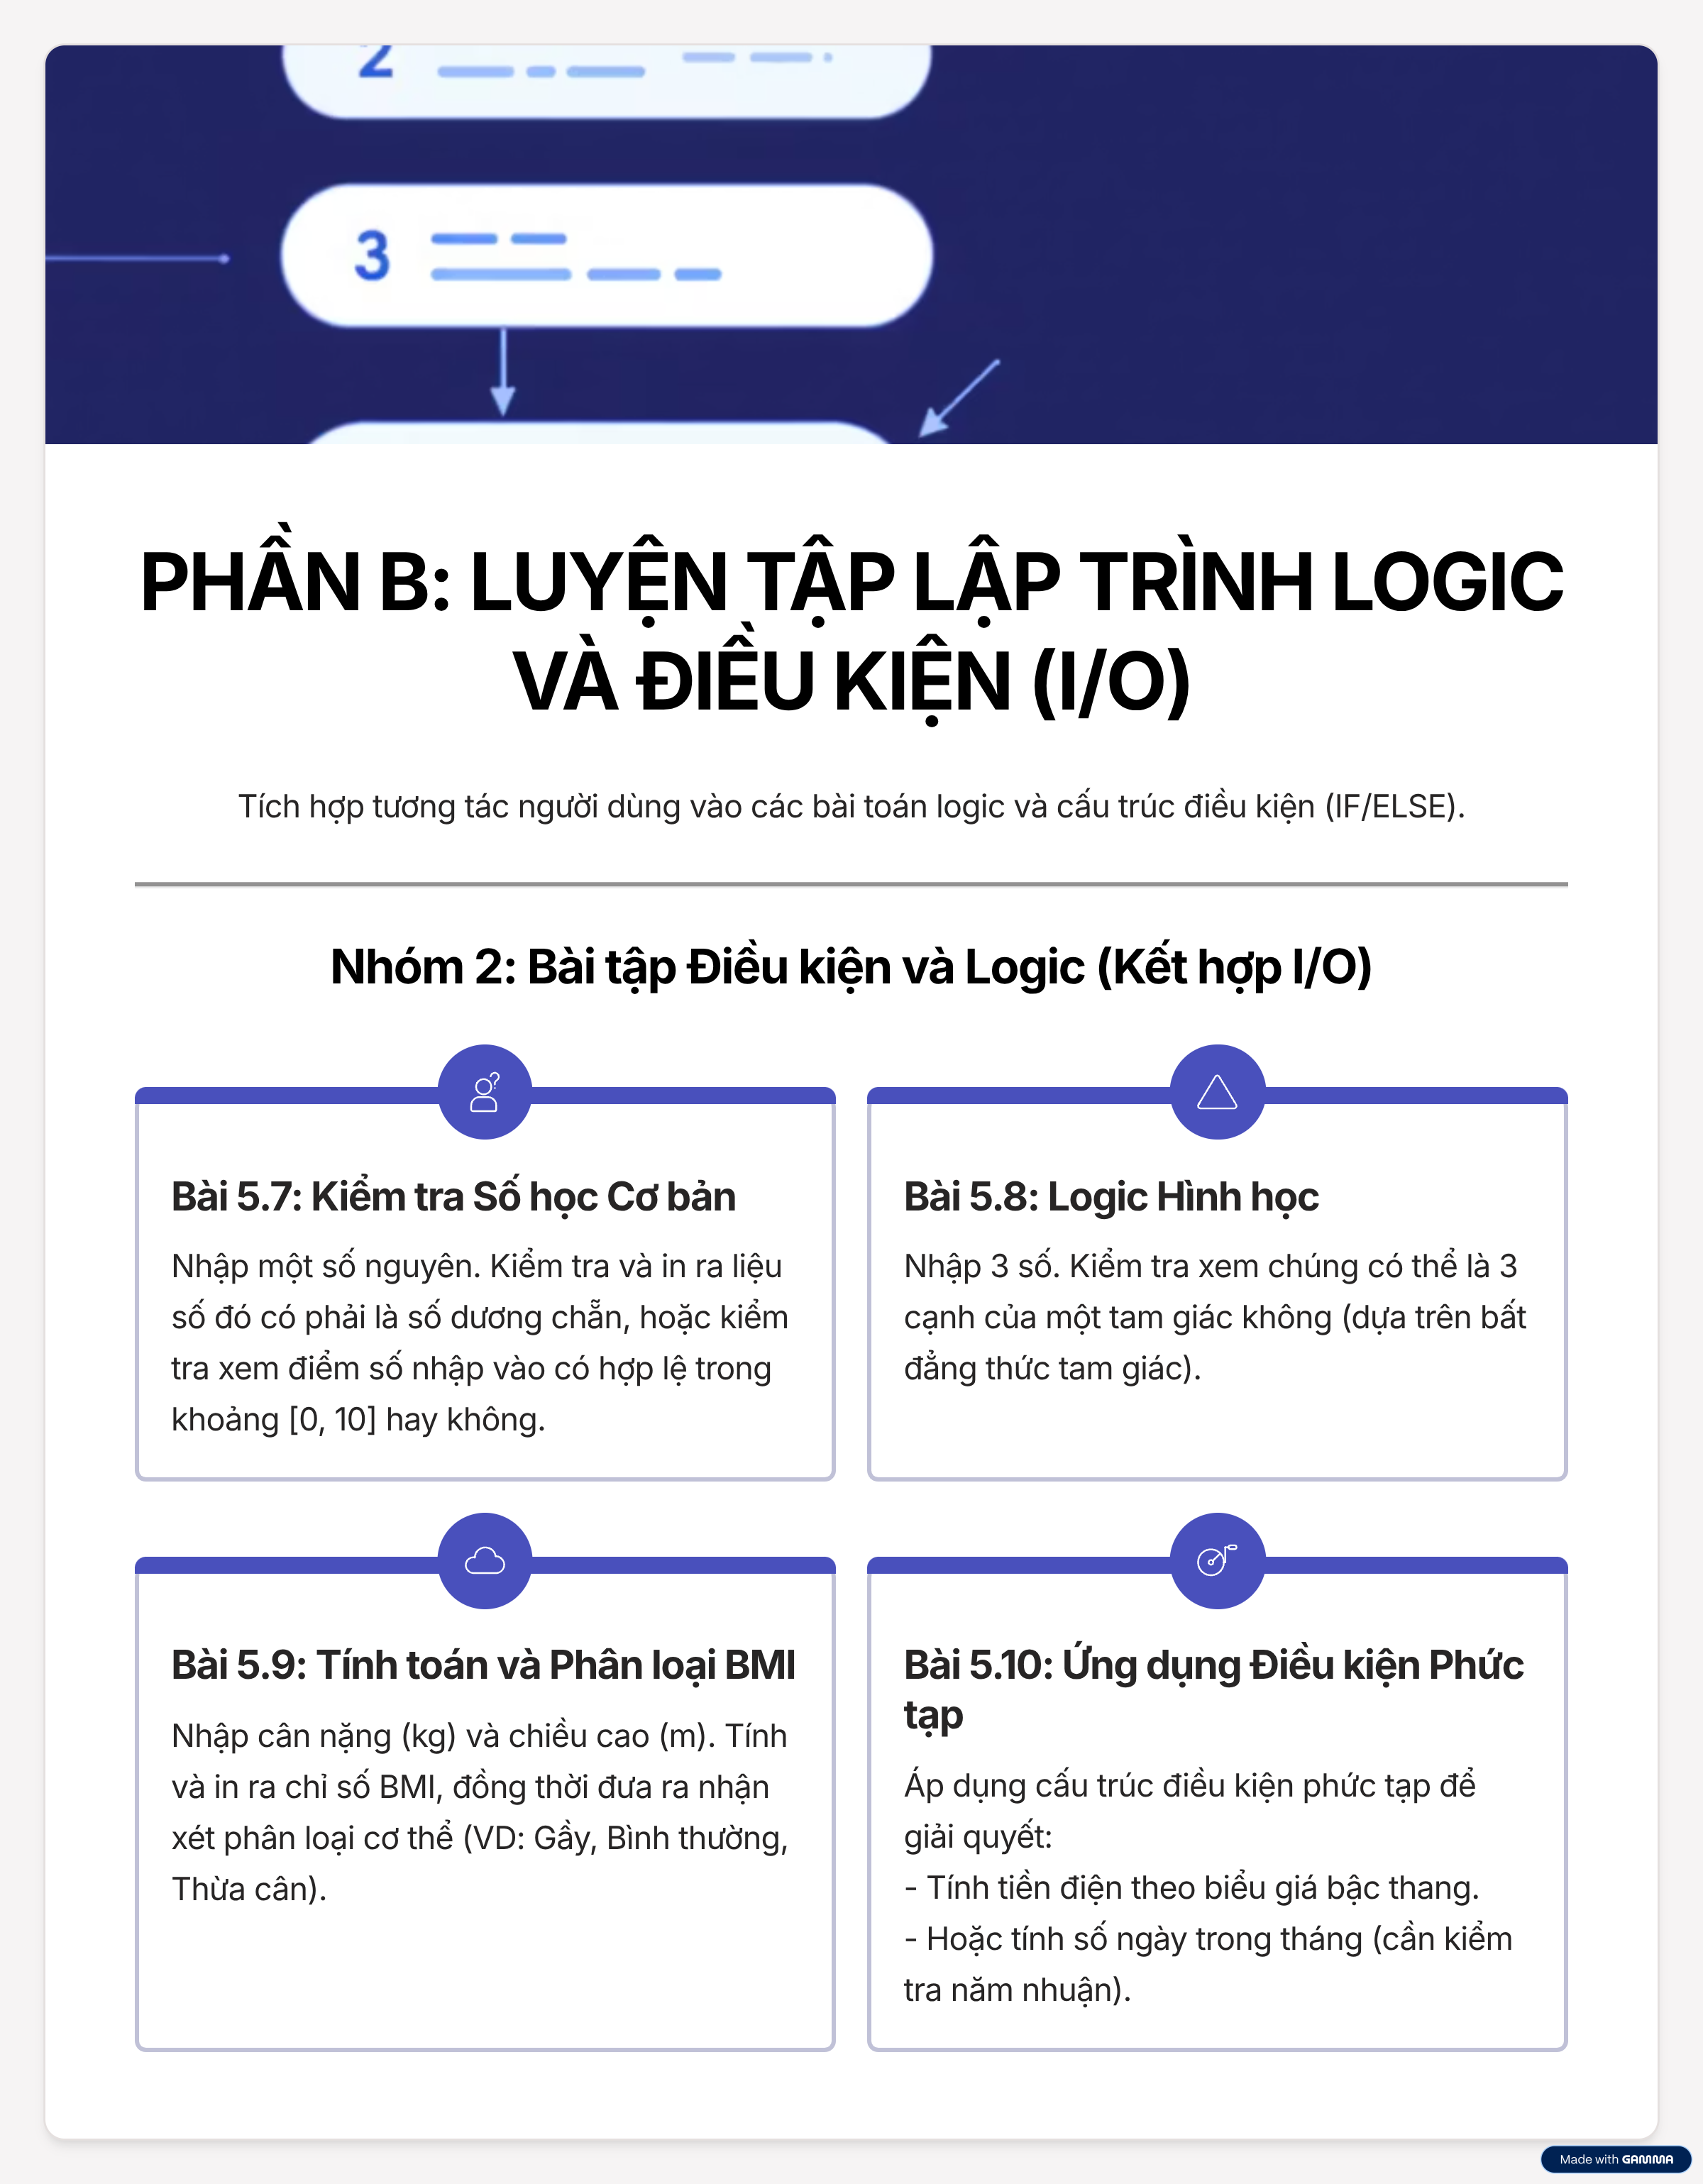 2
3
PHẦN B: LUYỆN TẬP LẬP TRÌNH LOGIC
VÀ ĐIỀU KIỆN (I/O)
Tích hợp tương tác người dùng vào các bài toán logic và cấu trúc điều kiện (IF/ELSE).
Nhóm 2: Bài tập Điều kiện và Logic (Kết hợp I/O)
Bài 5.7: Kiểm tra Số học Cơ bản
Nhập một số nguyên. Kiểm tra và in ra liệu
số đó có phải là số dương chẵn, hoặc kiểm
tra xem điểm số nhập vào có hợp lệ trong
khoảng [0, 10] hay không.
Bài 5.8: Logic Hình học
Nhập 3 số. Kiểm tra xem chúng có thể là 3
cạnh của một tam giác không (dựa trên bất
đẳng thức tam giác).
Bài 5.9: Tính toán và Phân loại BMI
Nhập cân nặng (kg) và chiều cao (m). Tính
và in ra chỉ số BMI, đồng thời đưa ra nhận
xét phân loại cơ thể (VD: Gầy, Bình thường,
Thừa cân).
Bài 5.10: Ứng dụng Điều kiện Phức
tạp
Áp dụng cấu trúc điều kiện phức tạp để
giải quyết:
- Tính tiền điện theo biểu giá bậc thang.
- Hoặc tính số ngày trong tháng (cần kiểm
tra năm nhuận).
Made with GAMMA